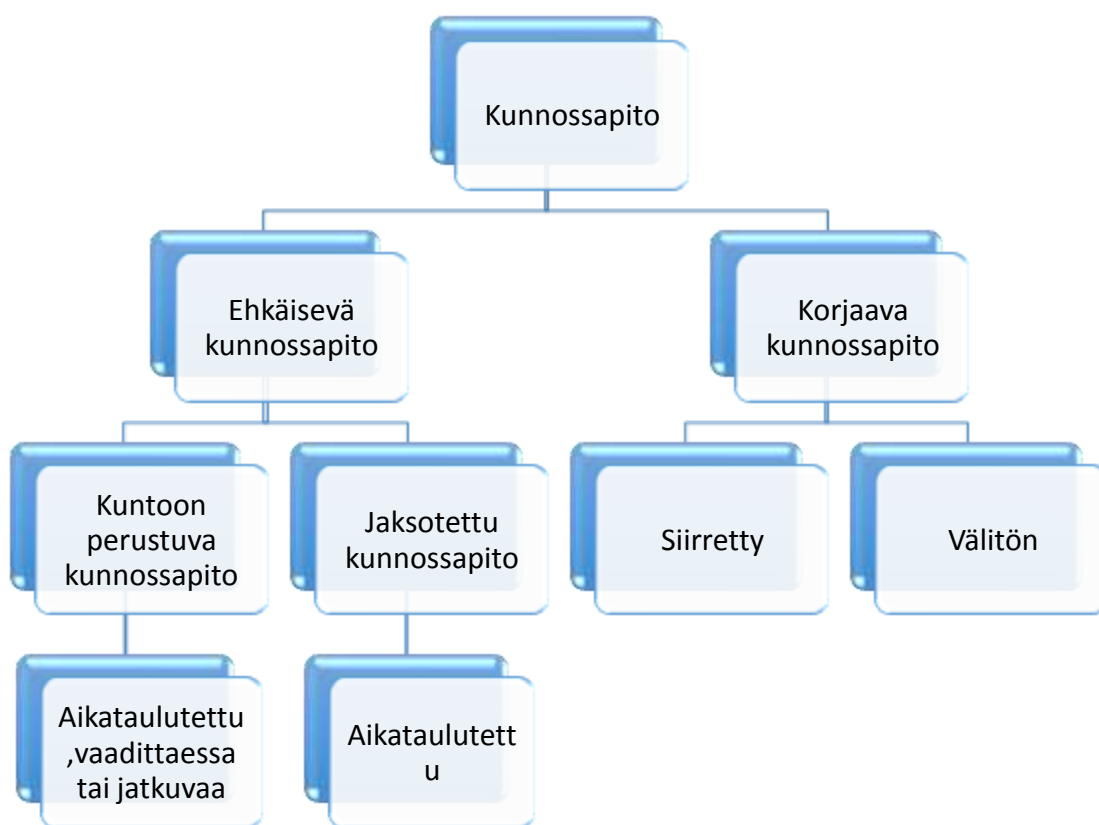 Kunnossapito
Ehkäisevä
kunnossapito
Korjaava
kunnossapito
Kuntoon
perustuva
kunnossapito
Jaksotettu
kunnossapito
Siirretty
Välitön
Aikataulutettu
,vaadittaessa
tai jatkuvaa
Aikataulutett
u